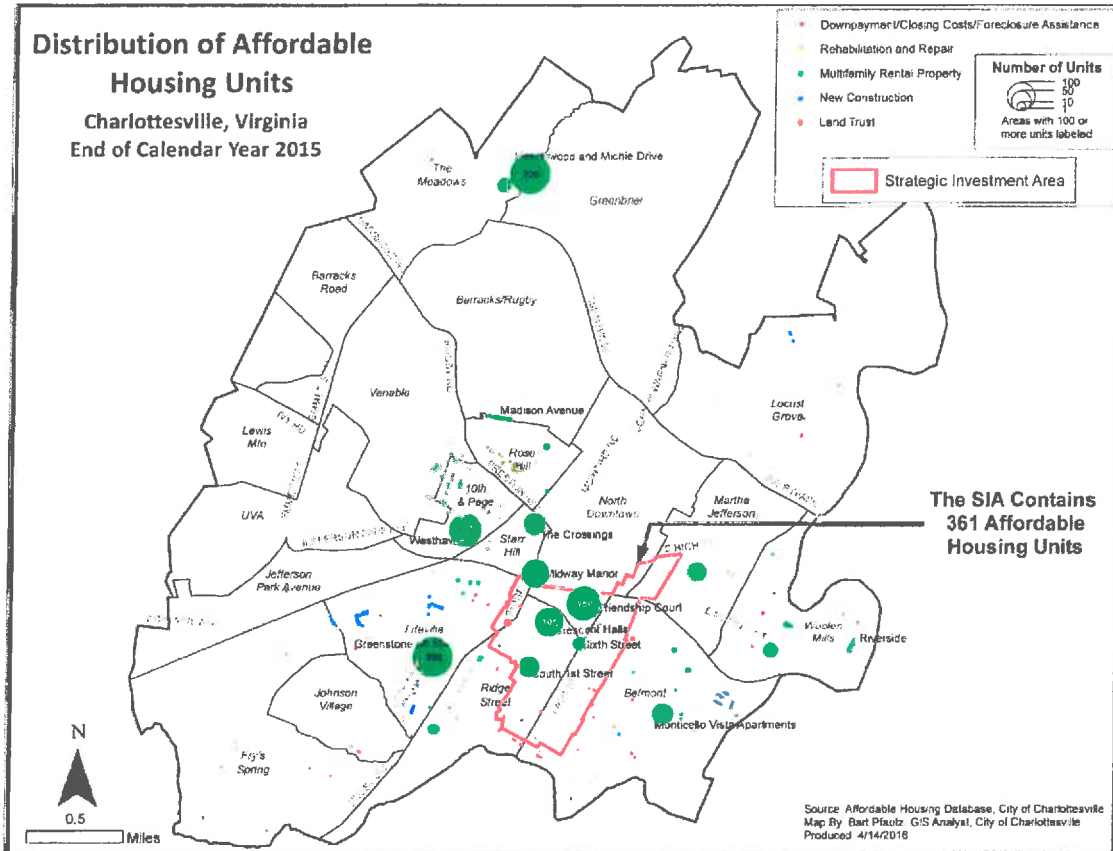 Distribution of Affordable
Housing Units
Charlottesville, Virginia
End of Calendar Year 2015
Downpayment/Closing Costs/Foreclosure Assistance
Rehabilitation and Repair
Multifamily Rental Property
New Construction
Land Trust
Number of Units
100
50
10
1
Areas with 100 or
more units labeled
Strategic Investment Area
The
Meadows
and Michie Drive
Greenbrier
Barracks
Road
Barracks/Rugby
Venable
Locust
Grove
Lewis
Mtn
IVY RD
Madison Avenue
Rose
Hill
10th
& Page
North
Downtown
Martha
Jefferson
UVA
Westhaven
Starr
Hill
The Crossings
The SIA Contains
361 Affordable
Housing Units
E HIGH
Jefferson
Park Avenue
Midway Manor
Friendship Court
Crescent Halls
Sixth Street
South 1st Street
Fifeville
Greenstone
Woolen
Mills
Riverside
Johnson
Village
Ridge
Street
Belmont
Monticello Vista Apartments
Fry's
Spring
N
0.5
Miles
Source: Affordable Housing Database, City of Charlottesville
Map By: Bart Pfautz, GIS Analyst, City of Charlottesville
Produced 4/14/2016